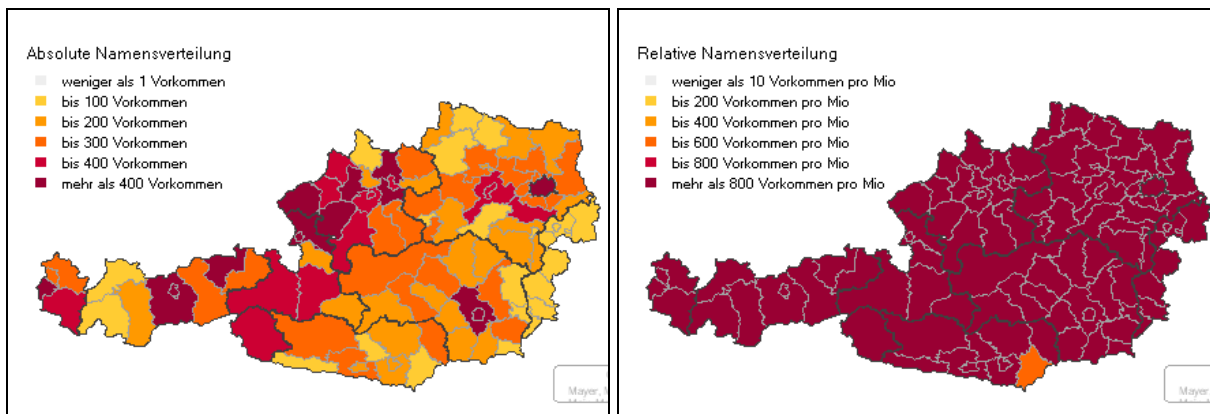 Absolute Namensverteilung
weniger als 1 Vorkommen
bis 100 Vorkommen
bis 200 Vorkommen
bis 300 Vorkommen
bis 400 Vorkommen
mehr als 400 Vorkommen
Mayer, M
Relative Namensverteilung
weniger als 10 Vorkommen pro Mio
bis 200 Vorkommen pro Mio
bis 400 Vorkommen pro Mio
bis 600 Vorkommen pro Mio
bis 800 Vorkommen pro Mio
mehr als 800 Vorkommen pro Mio
Mayer, M